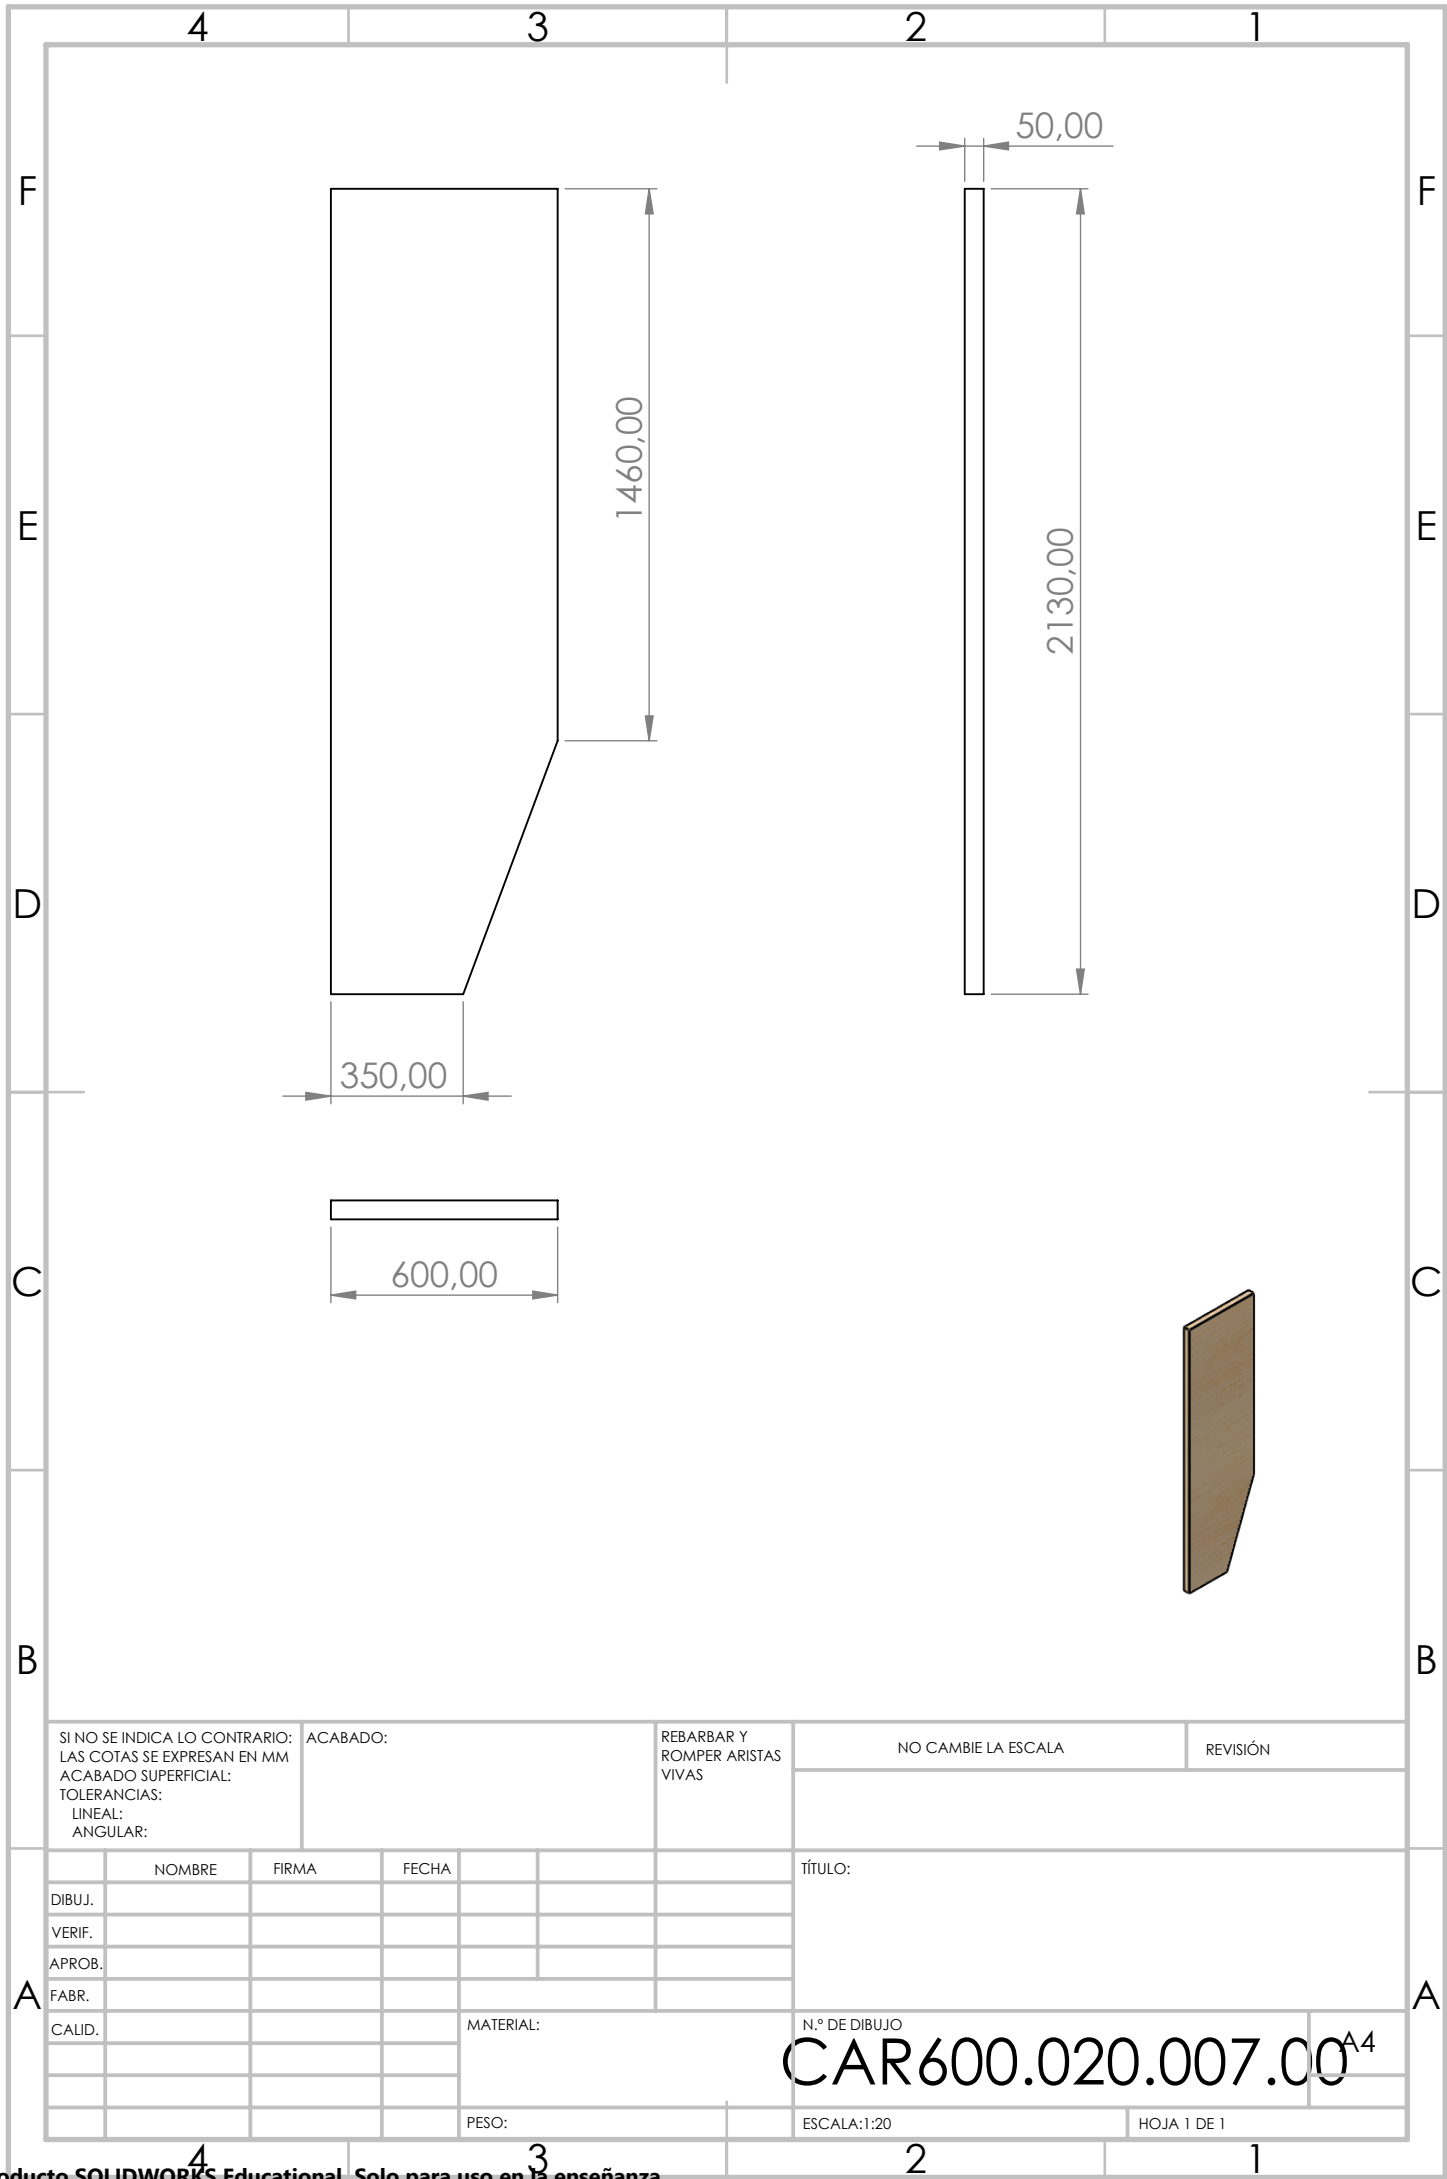 4 3 2 1
50,00
F F
1460,00
E E
2130,00
D D
350,00
600,00
C C
B B
SI NO SE INDICA LO CONTRARIO:
LAS COTAS SE EXPRESAN EN MM
ACABADO SUPERFICIAL:
TOLERANCIAS:
LINEAL:
ANGULAR:
ACABADO:
REBARBAR Y
ROMPER ARISTAS
VIVAS
NO CAMBIE LA ESCALA
REVISIÓN
NOMBRE FIRMA FECHA
TÍTULO:
DIBUJ.
VERIF.
APROB.
A A
FABR.
CALID.
MATERIAL:
N.º DE DIBUJO
CAR600.020.007.00
A4
PESO:
ESCALA:1:20
HOJA 1 DE 1
4 3 2 1
SOLIDWORKS Educational. Solo para uso en la enseñanza